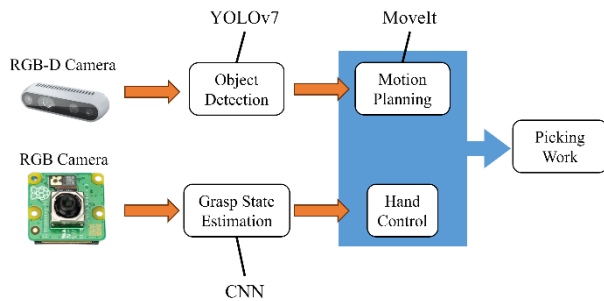 YOLOv7
MoveIt
RGB-D Camera
Object
Detection
Motion
Planning
Picking
Work
RGB Camera
Grasp State
Estimation
Hand
Control
CNN